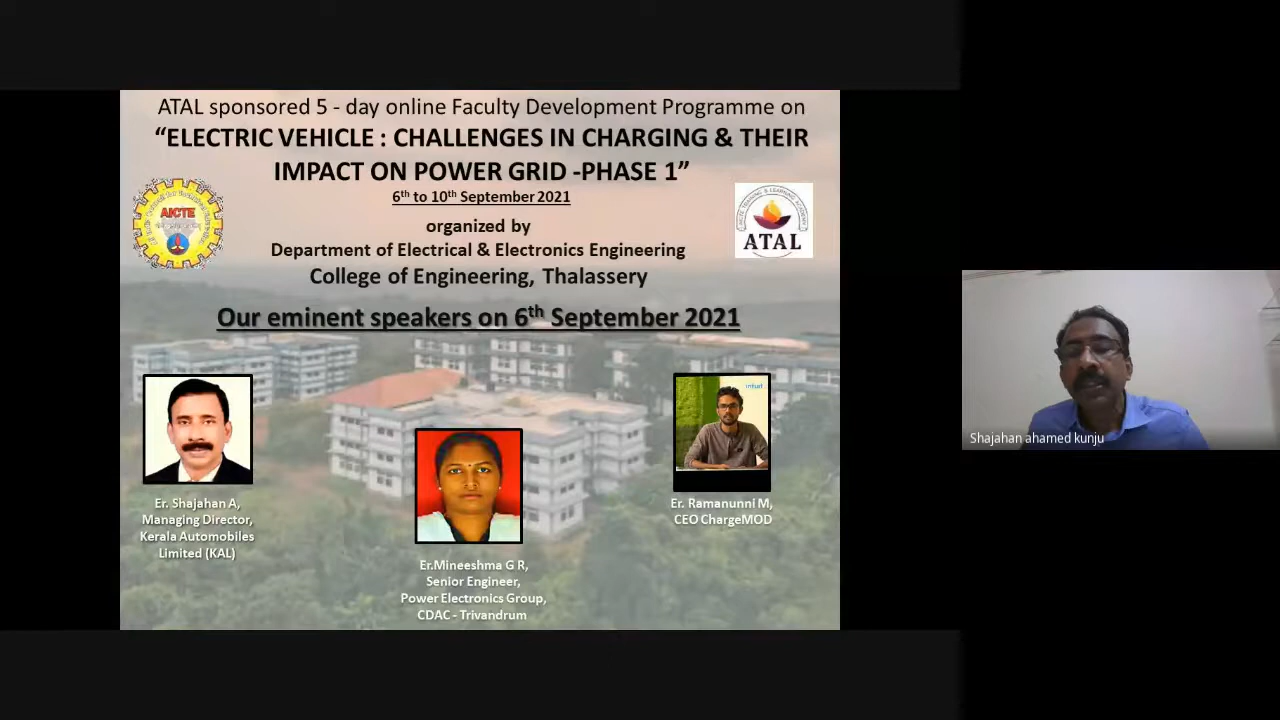 ATAL sponsored 5 - day online Faculty Development Programme on
“ELECTRIC VEHICLE : CHALLENGES IN CHARGING & THEIR
IMPACT ON POWER GRID -PHASE 1”
6th to 10th September 2021
organized by
Department of Electrical & Electronics Engineering
College of Engineering, Thalassery
AICTE
ATAL
Our eminent speakers on 6th September 2021
Er. Shajahan A,
Managing Director,
Kerala Automobiles
Limited (KAL)
Er.Mineeshma G R,
Senior Engineer,
Power Electronics Group,
CDAC - Trivandrum
Er. Ramanunni M,
CEO ChargeMOD
Shajahan ahamed kunju